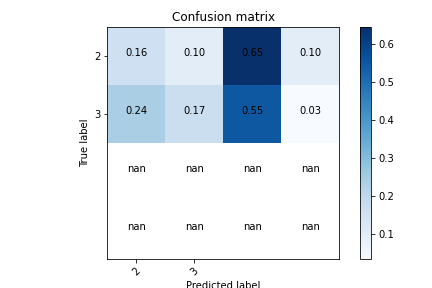 Confusion matrix
0.6
0.5
0.4
0.3
0.2
0.1
True label
2 0.16 0.10 0.65 0.10
3 0.24 0.17 0.55 0.03
nan nan nan nan
nan nan nan nan
2 3
Predicted label